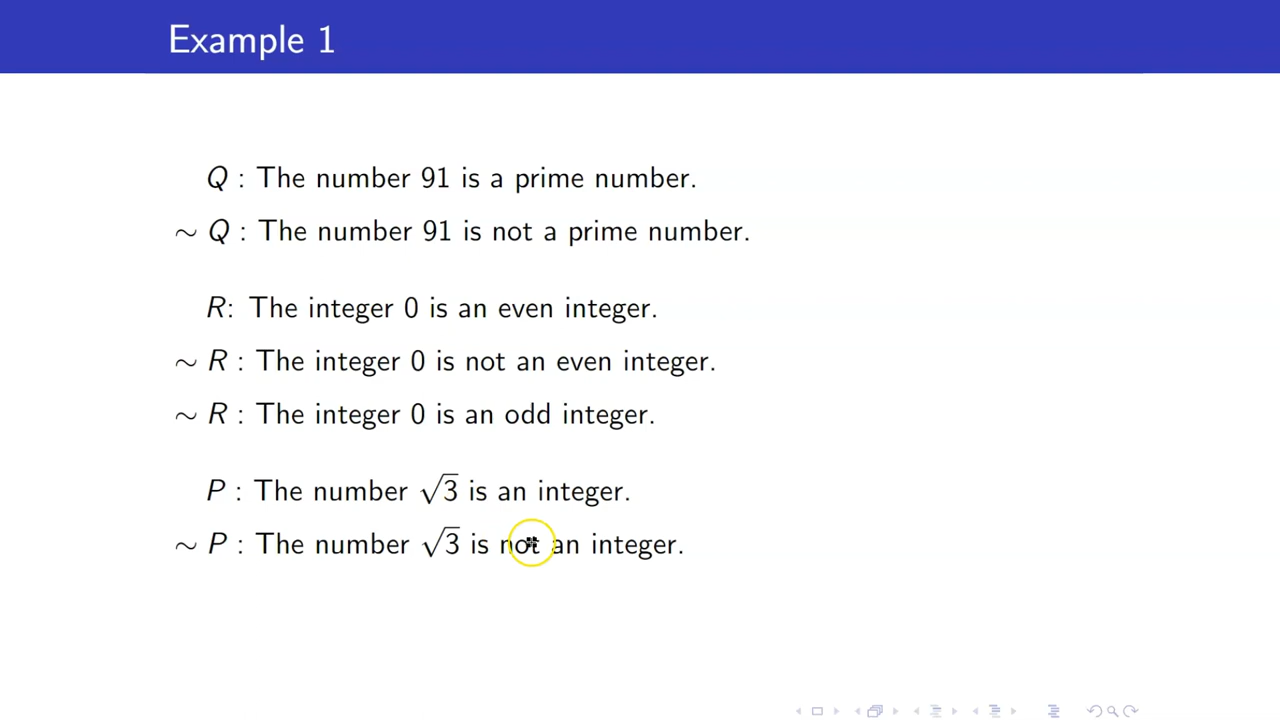 Example 1
Q : The number 91 is a prime number.
∼ Q : The number 91 is not a prime number.
R: The integer 0 is an even integer.
∼ R : The integer 0 is not an even integer.
∼ R : The integer 0 is an odd integer.
P : The number √3 is an integer.
∼ P : The number √3 is not an integer.